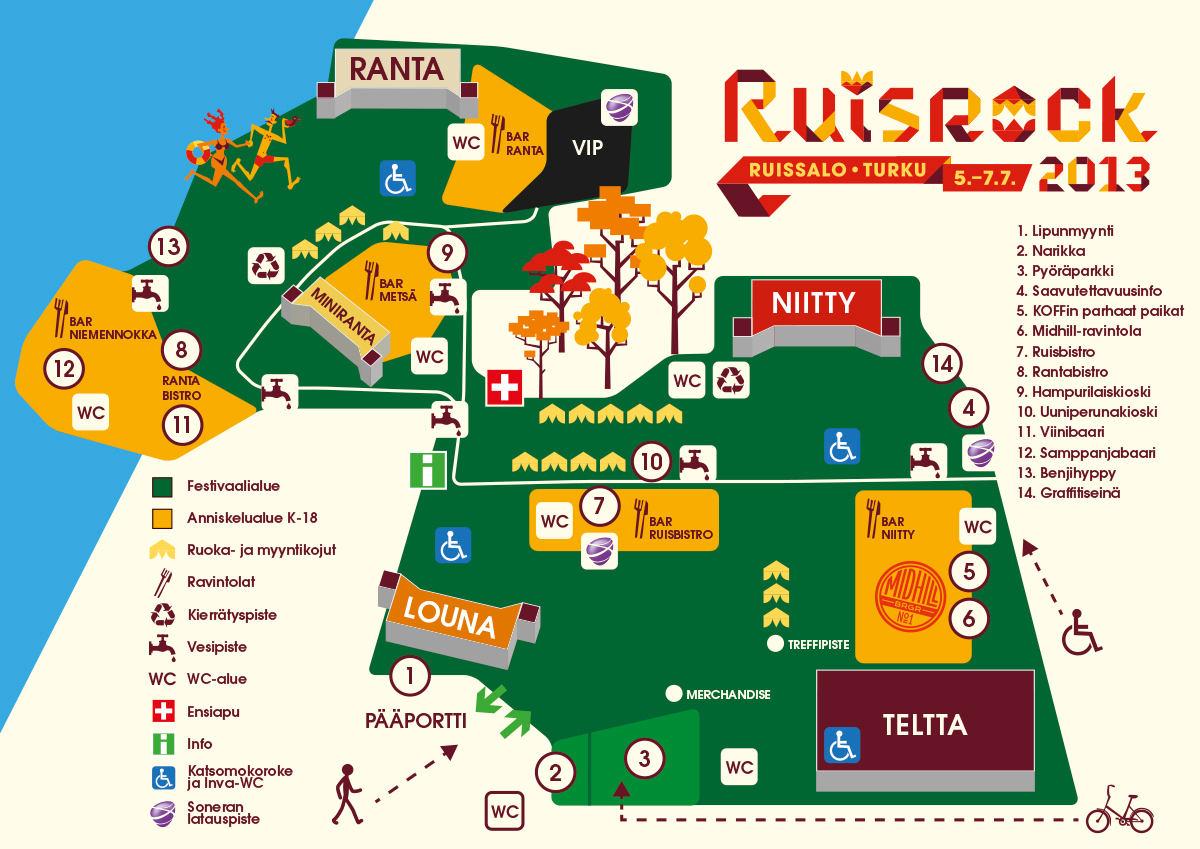 RUISROCK
RUISSALO • TURKU
5.–7.7.
2013
1. Lipunmyynti
2. Narikka
3. Pyöräparkki
4. Saavutettavuusinfo
5. KOFFin parhaat paikat
6. Midhill-ravintola
7. Ruisbistro
8. Rantabistro
9. Hampurilaiskioski
10. Uuniperunakioski
11. Viinibaari
12. Samppanjabaari
13. Benjihyppy
14. Graffitiseinä
RANTA
WC
BAR
RANTA
VIP
13
9
BAR
METSÄ
MINIRANTA
WC
BAR
NIEMENNOKKA
8
12
RANTA
BISTRO
WC
11
NIITTY
WC
14
4
10
7
WC
BAR
RUISBISTRO
BAR
NIITTY
WC
5
MIDHILL
BRGR
Nº1
6
LOUNA
TREFFIPISTE
1
MERCHANDISE
PÄÄPORTTI
TELTTA
2
3
WC
WC
Festivaalialue
Anniskelualue K-18
Ruoka- ja myyntikojut
Ravintolat
Kierrätyspiste
Vesipiste
WC WC-alue
Ensiapu
i Info
Katsomokoroke
ja Inva-WC
Soneran
latauspiste